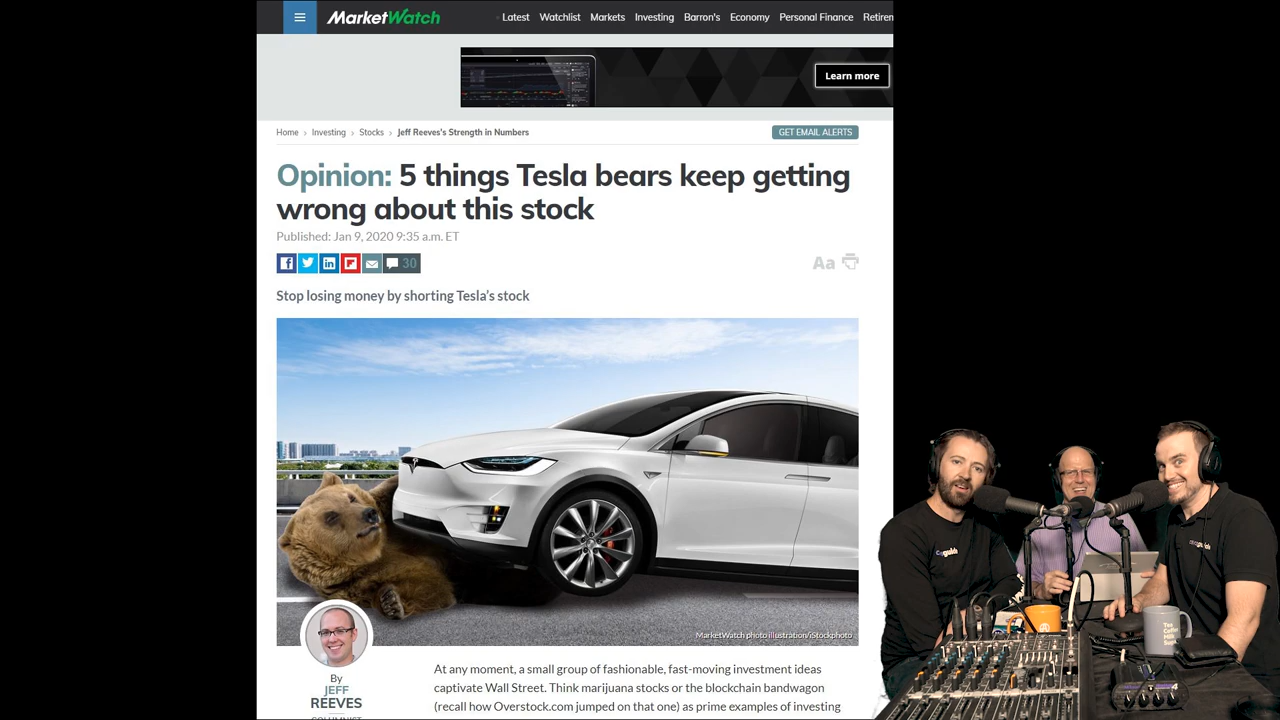 MarketWatch
Latest Watchlist Markets Investing Barron's Economy Personal Finance Retirem
Learn more
Home › Investing › Stocks › Jeff Reeves's Strength in Numbers
GET EMAIL ALERTS
Opinion: 5 things Tesla bears keep getting
wrong about this stock
Published: Jan 9, 2020 9:35 a.m. ET
30
Aa
Stop losing money by shorting Tesla's stock
MarketWatch photo illustration/iStockphoto
By
JEFF
REEVES
COLUMNIST
At any moment, a small group of fashionable, fast-moving investment ideas
captivate Wall Street. Think marijuana stocks or the blockchain bandwagon
(recall how Overstock.com jumped on that one) as prime examples of investing